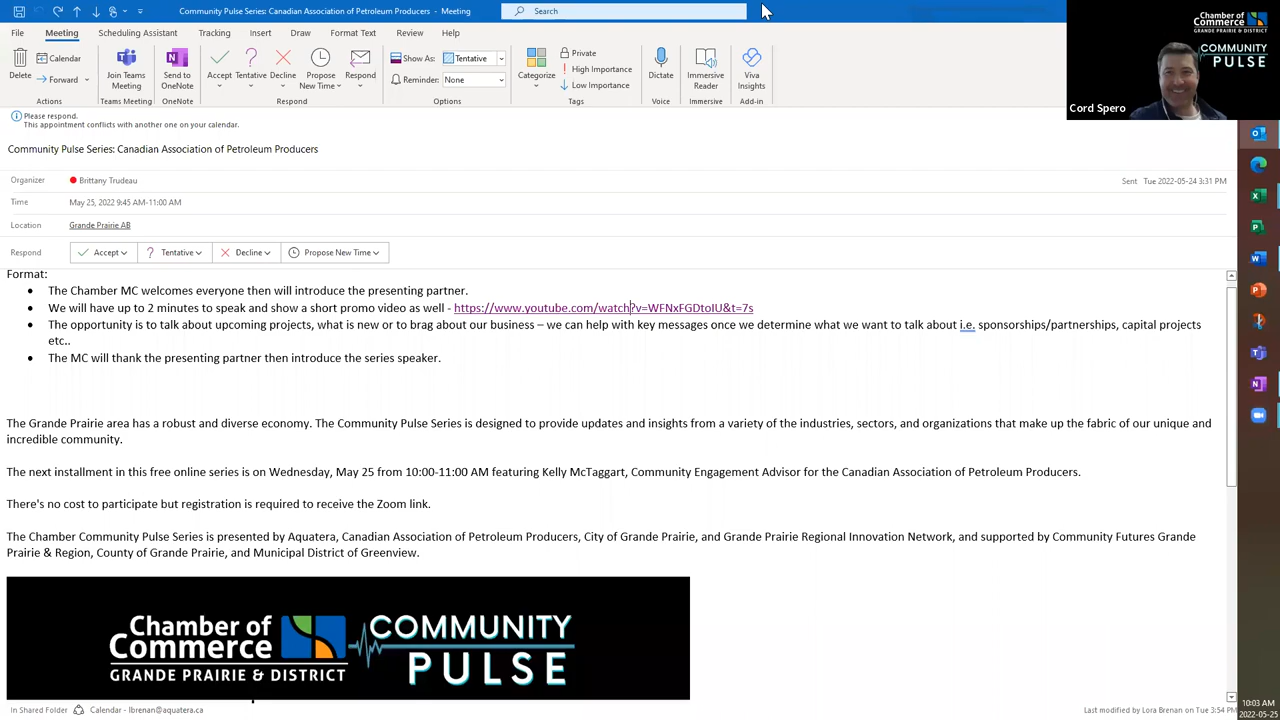 Community Pulse Series: Canadian Association of Petroleum Producers - Meeting
Search
File Meeting Scheduling Assistant Tracking Insert Draw Format Text Review Help
Delete
Calendar
Forward
Actions
Join Teams Meeting
Teams Meeting
Send to OneNote
OneNote
Accept
Tentative
Decline
Propose New Time
Respond
Respond
Show As: Tentative
Reminder: None
Options
Categorize
Private
High Importance
Low Importance
Tags
Dictate
Voice
Immersive Reader
Immersive
Viva Insights
Add-in
Chamber of
Commerce
GRANDE PRAIRIE & DISTRICT
COMMUNITY
PULSE
Cord Spero
Please respond.
This appointment conflicts with another one on your calendar.
Community Pulse Series: Canadian Association of Petroleum Producers
Organizer Brittany Trudeau
Sent Tue 2022-05-24 3:31 PM
Time May 25, 2022 9:45 AM-11:00 AM
Location Grande Prairie AB
Respond Accept Tentative Decline Propose New Time
Format:
• The Chamber MC welcomes everyone then will introduce the presenting partner.
• We will have up to 2 minutes to speak and show a short promo video as well - https://www.youtube.com/watch?v=WFNxFGDtoIU&t=7s
• The opportunity is to talk about upcoming projects, what is new or to brag about our business – we can help with key messages once we determine what we want to talk about i.e. sponsorships/partnerships, capital projects
etc..
• The MC will thank the presenting partner then introduce the series speaker.
The Grande Prairie area has a robust and diverse economy. The Community Pulse Series is designed to provide updates and insights from a variety of the industries, sectors, and organizations that make up the fabric of our unique and
incredible community.
The next installment in this free online series is on Wednesday, May 25 from 10:00-11:00 AM featuring Kelly McTaggart, Community Engagement Advisor for the Canadian Association of Petroleum Producers.
There's no cost to participate but registration is required to receive the Zoom link.
The Chamber Community Pulse Series is presented by Aquatera, Canadian Association of Petroleum Producers, City of Grande Prairie, and Grande Prairie Regional Innovation Network, and supported by Community Futures Grande
Prairie & Region, County of Grande Prairie, and Municipal District of Greenview.
Chamber of
Commerce
GRANDE PRAIRIE & DISTRICT
COMMUNITY
PULSE
In Shared Folder Calendar - lbrenan@aquatera.ca
Last modified by Lora Brenan on Tue 3:54 PM
10:03 AM
2022-05-25